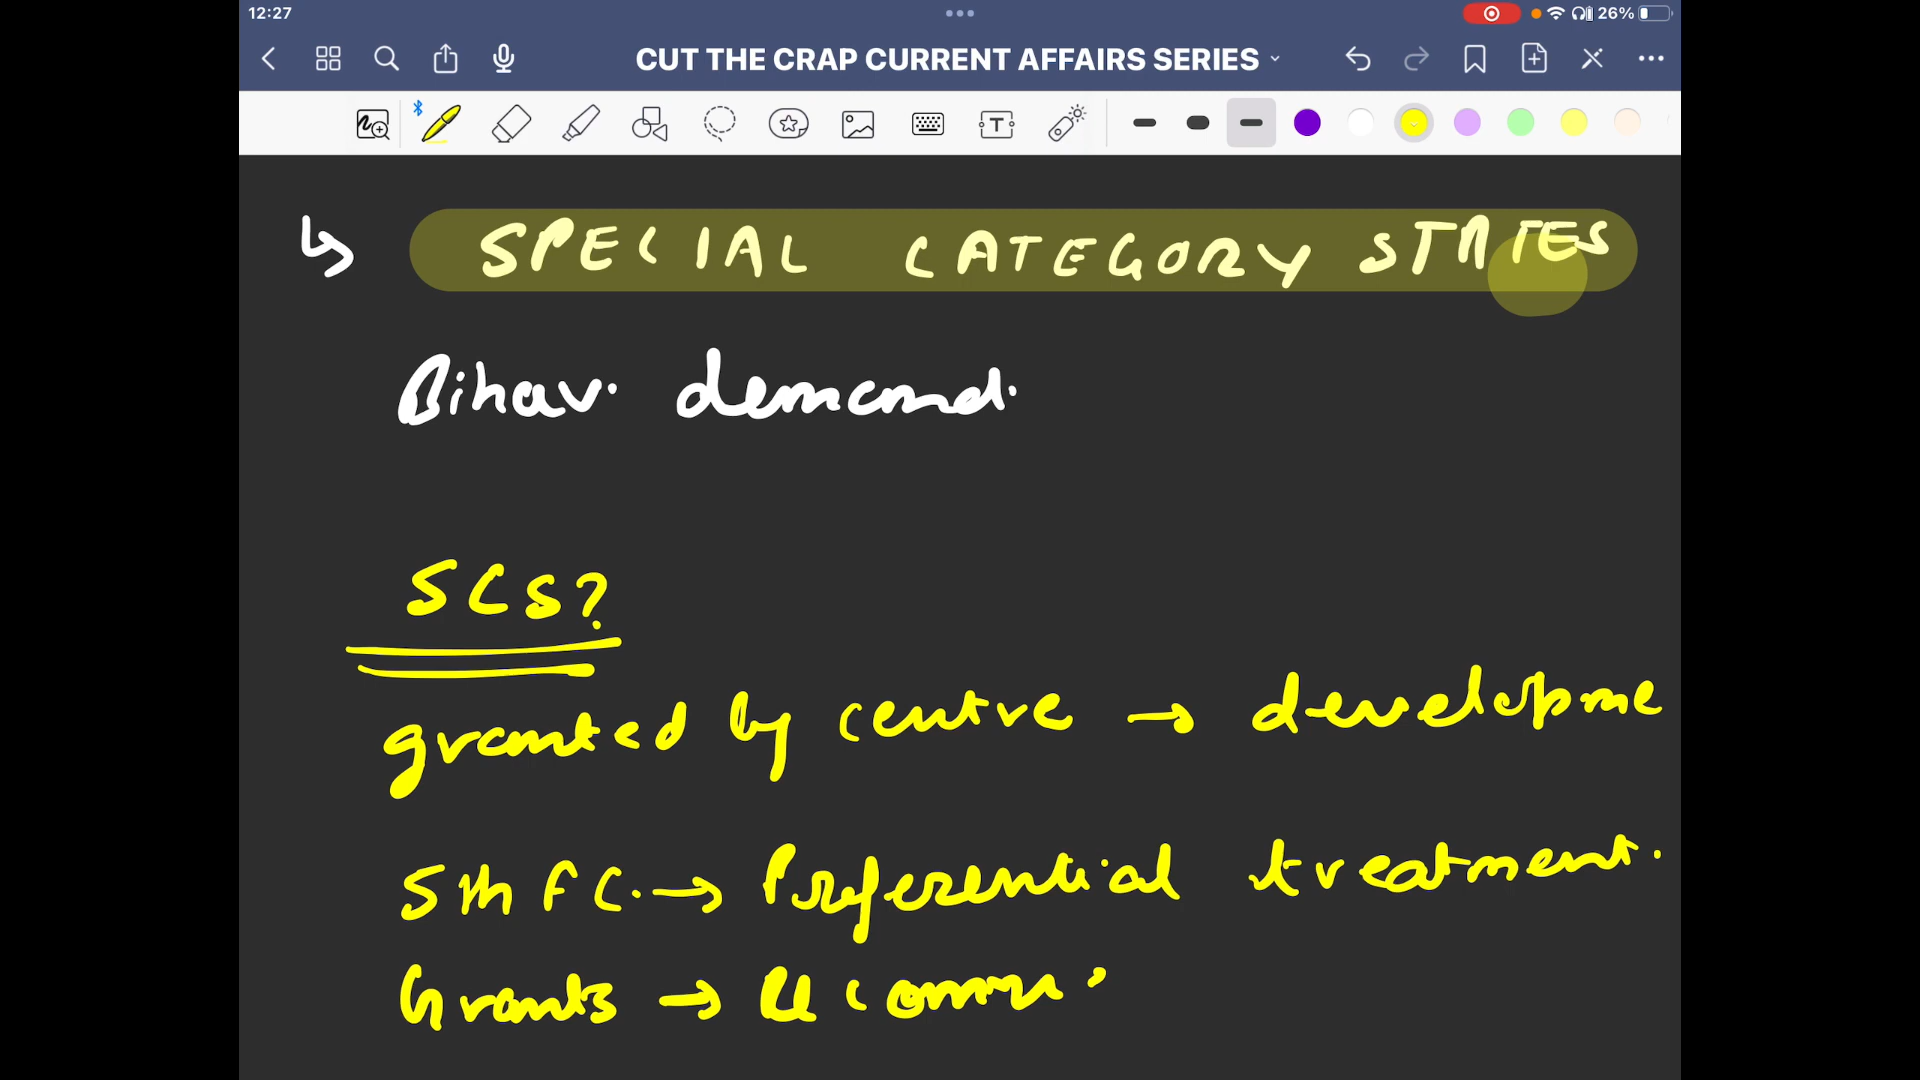 12:27
26%
CUT THE CRAP CURRENT AFFAIRS SERIES
T
↳ SPECIAL CATEGORY STATES
Bihar demand.
SCS?
granted by centre → developme
5th FC. → Preferential treatment.
Grants →